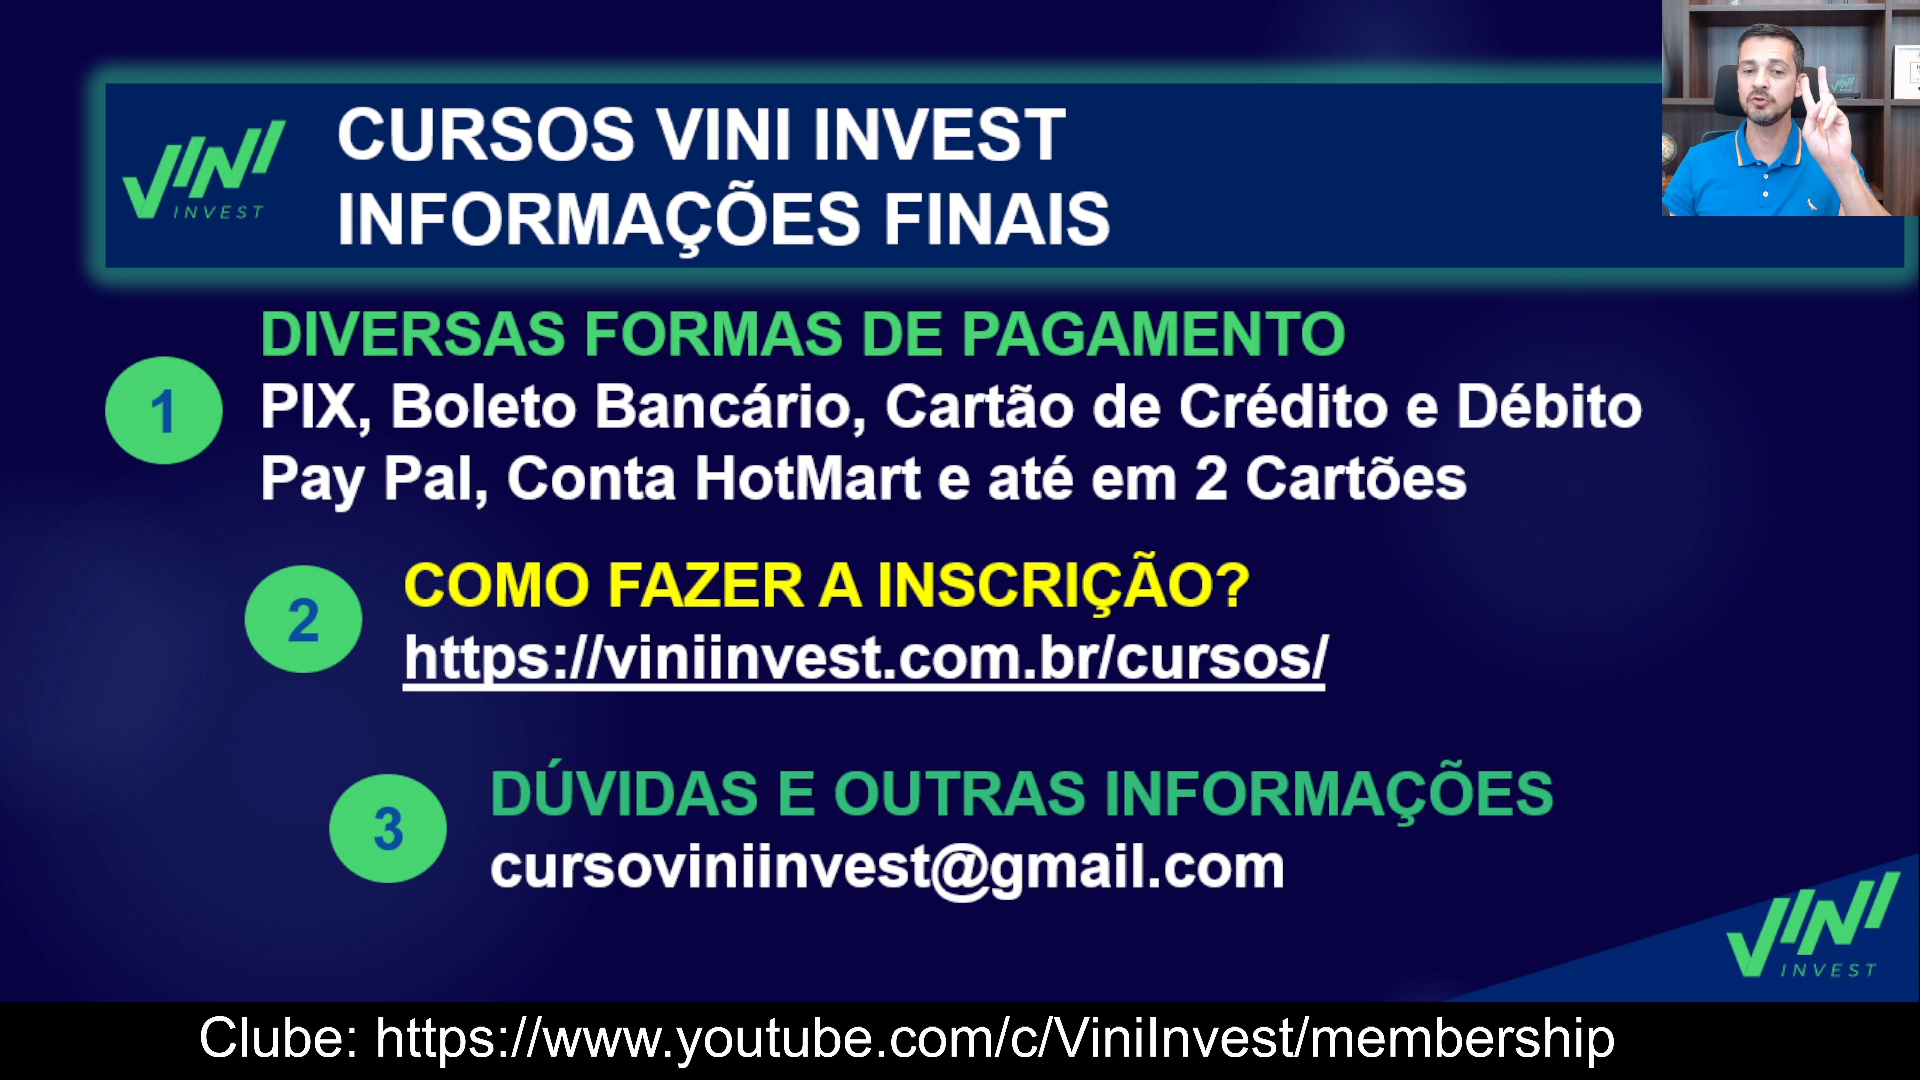 VINI
INVEST
CURSOS VINI INVEST
INFORMAÇÕES FINAIS
1
DIVERSAS FORMAS DE PAGAMENTO
PIX, Boleto Bancário, Cartão de Crédito e Débito
Pay Pal, Conta HotMart e até em 2 Cartões
2
COMO FAZER A INSCRIÇÃO?
https://viniinvest.com.br/cursos/
3
DÚVIDAS E OUTRAS INFORMAÇÕES
cursoviniinvest@gmail.com
VINI
INVEST
Clube: https://www.youtube.com/c/ViniInvest/membership